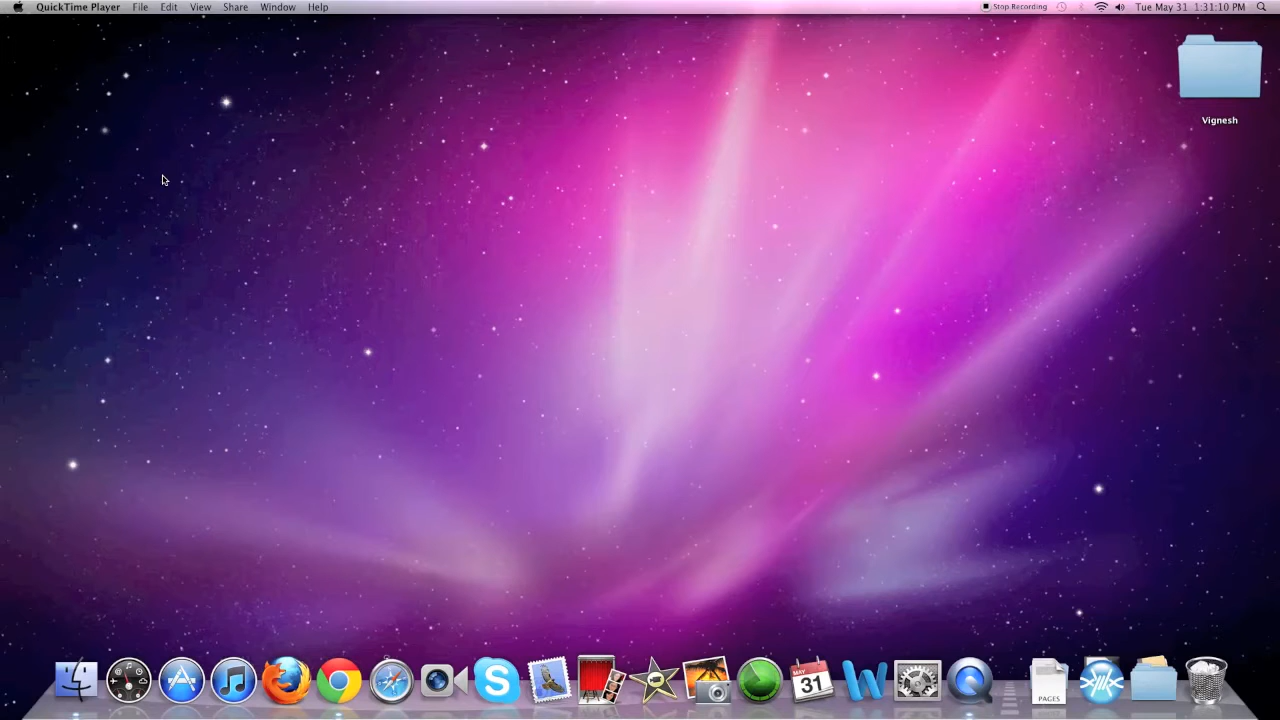 QuickTime Player File Edit View Share Window Help Stop Recording Tue May 31 1:31:10 PM
Vignesh
MAY
31
PAGES